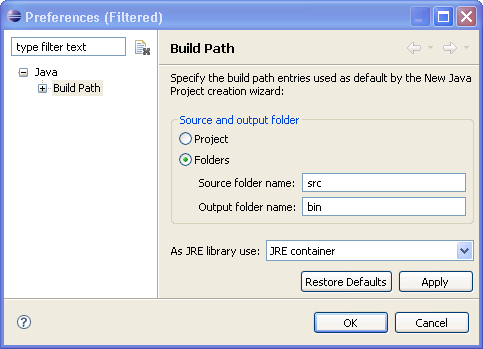 Preferences (Filtered)
type filter text
Java
Build Path
Build Path
Specify the build path entries used as default by the New Java
Project creation wizard:
Source and output folder
Project
Folders
Source folder name: src
Output folder name: bin
As JRE library use: JRE container
Restore Defaults Apply
? OK Cancel